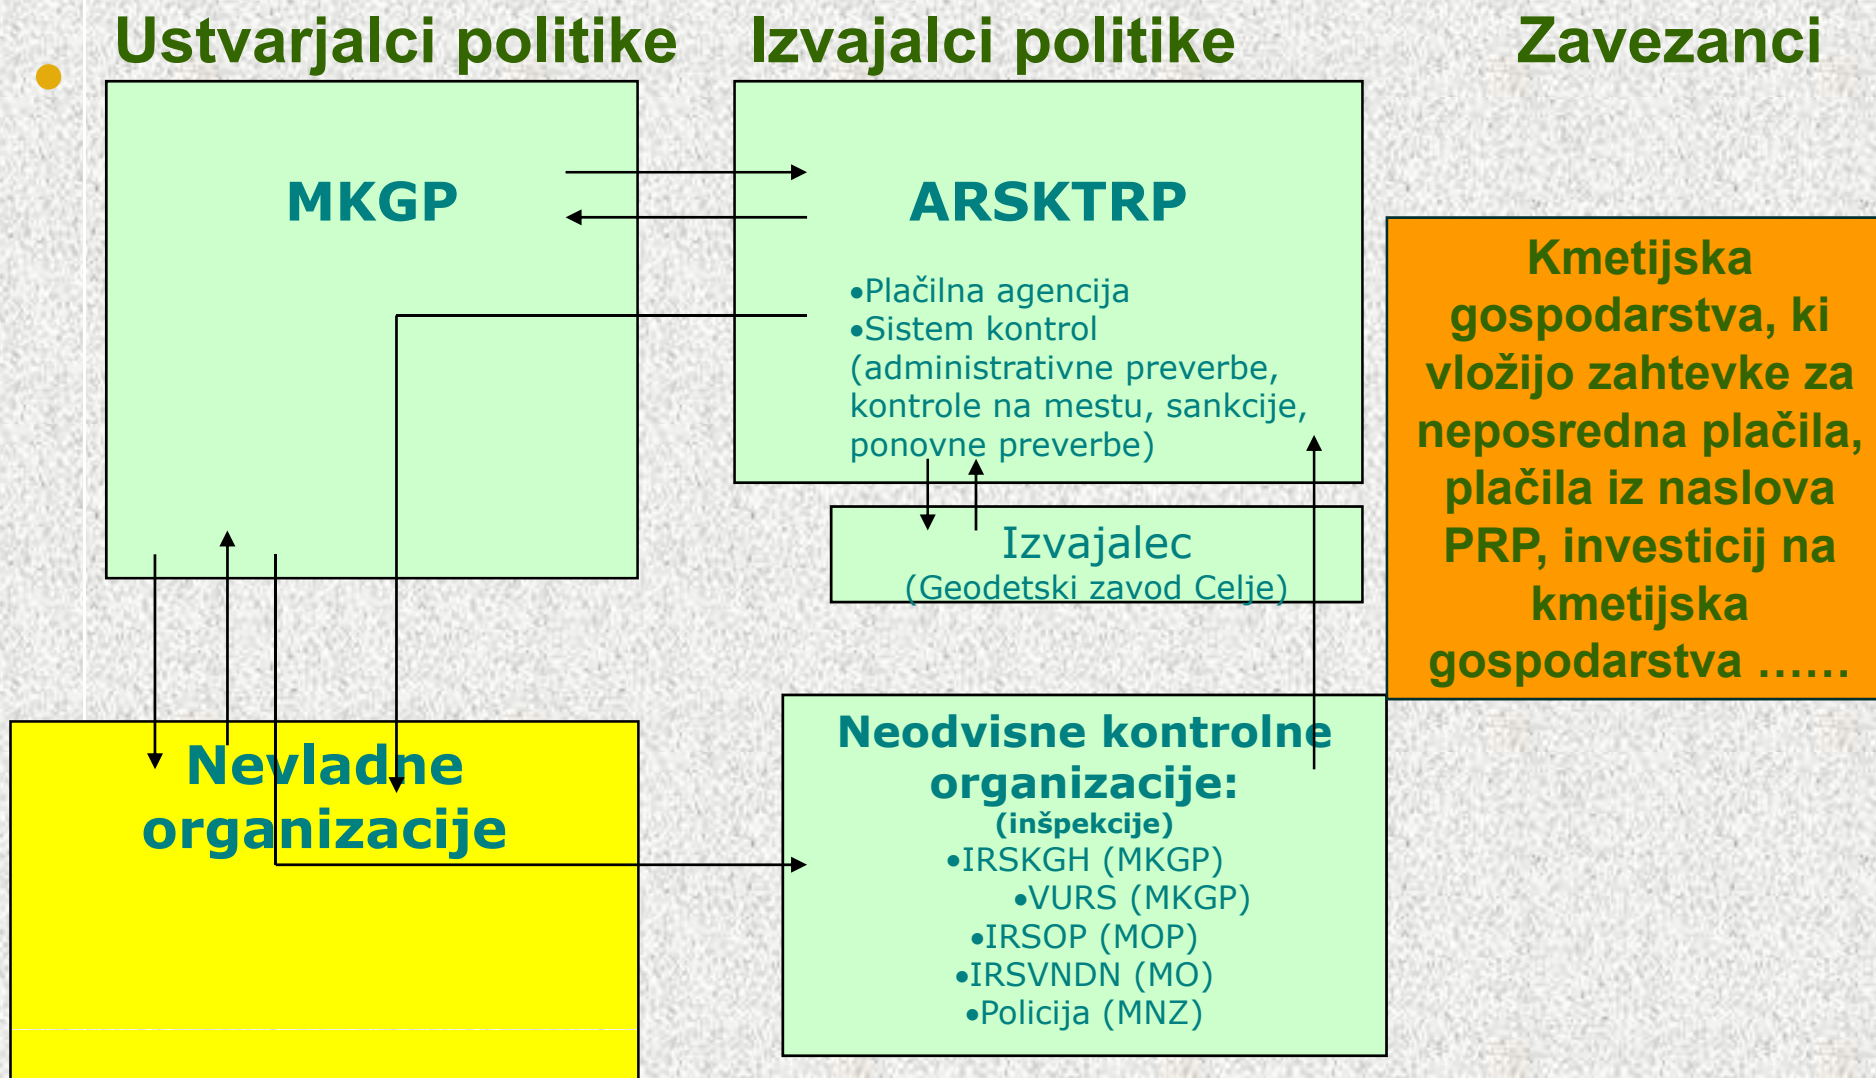 Ustvarjalci politike
Izvajalci politike
Zavezanci
MKGP
ARSKTRP
•Plačilna agencija
•Sistem kontrol
(administrativne preverbe,
kontrole na mestu, sankcije,
ponovne preverbe)
Izvajalec
(Geodetski zavod Celje)
Kmetijska
gospodarstva, ki
vložijo zahtevke za
neposredna plačila,
plačila iz naslova
PRP, investicij na
kmetijska
gospodarstva ......
Nevladne
organizacije
Neodvisne kontrolne
organizacije:
(inšpekcije)
•IRSKGH (MKGP)
•VURS (MKGP)
•IRSOP (MOP)
•IRSVNDN (MO)
•Policija (MNZ)